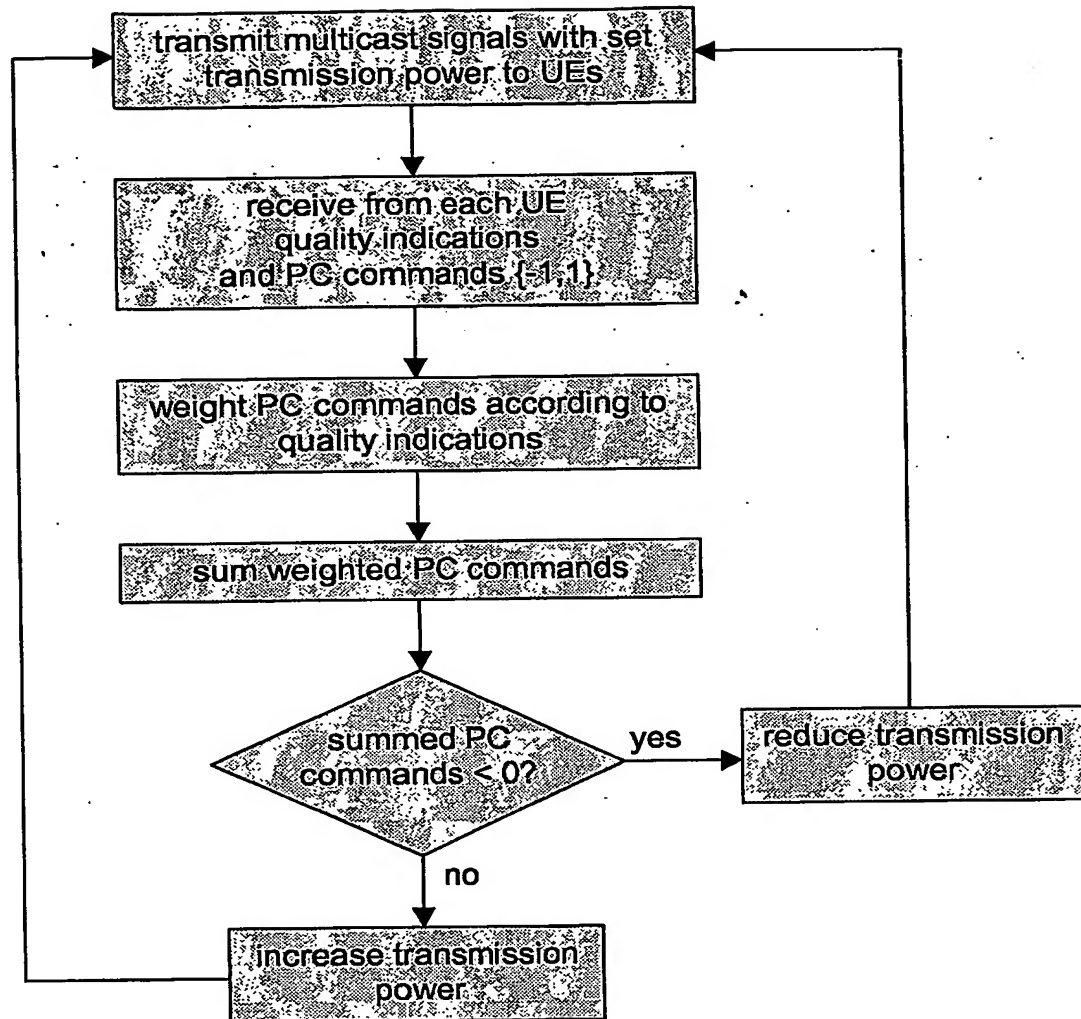 transmit multicast signals with set
transmission power to UEs
receive from each UE
quality indications
and PC commands {-1,1}
weight PC commands according to
quality indications
sum weighted PC commands
summed PC
commands < 0?
yes
reduce transmission
power
no
increase transmission
power